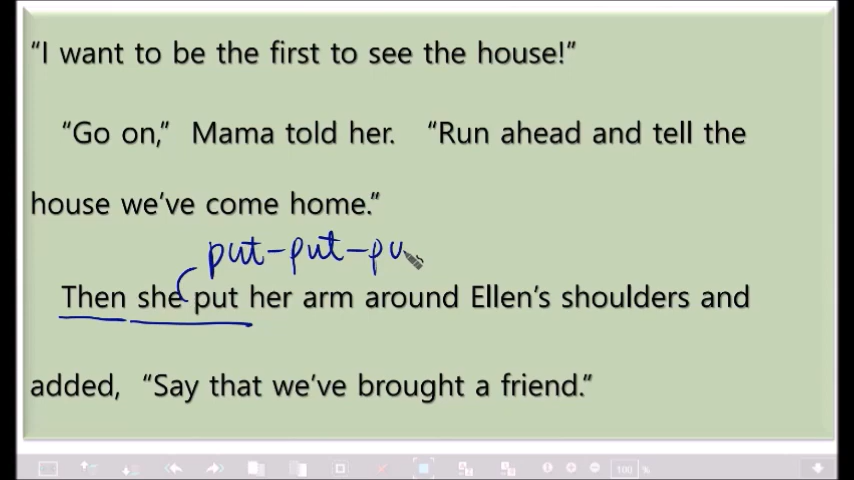 “I want to be the first to see the house!”
“Go on,” Mama told her. “Run ahead and tell the
house we’ve come home.”
put-put-pu
Then she put her arm around Ellen’s shoulders and
added, “Say that we’ve brought a friend.”
100 %